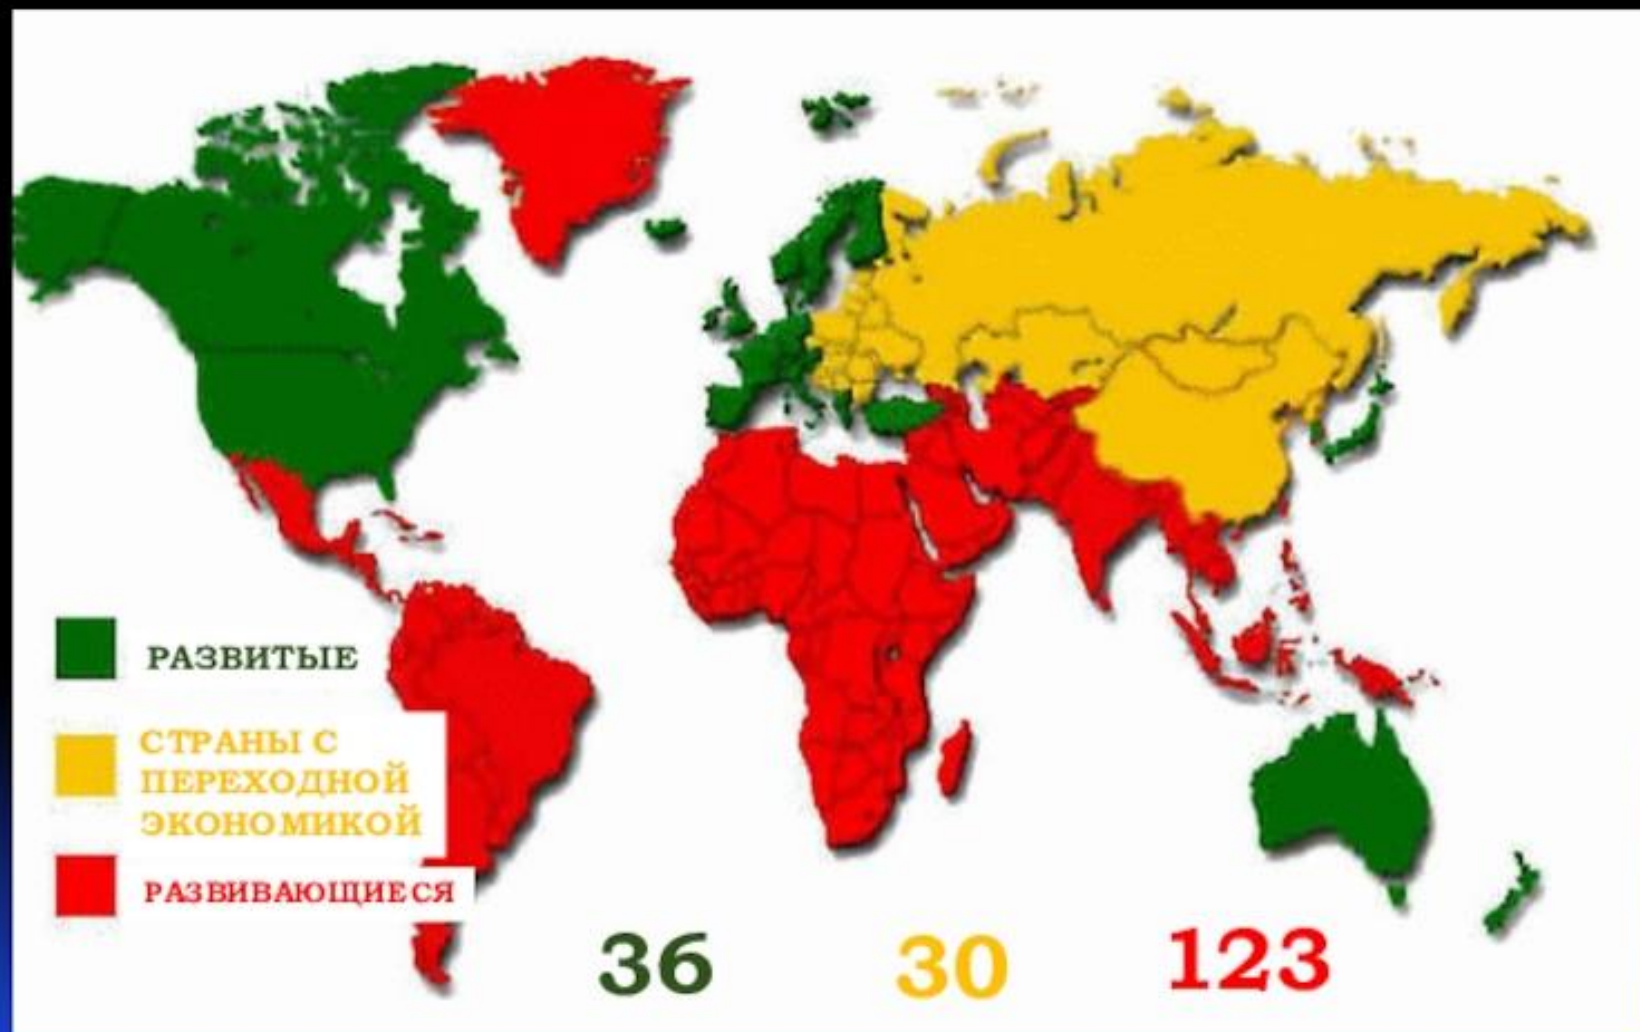 РАЗВИТЫЕ
СТРАНЫ С
ПЕРЕХОДНОЙ
ЭКОНОМИКОЙ
РАЗВИВАЮЩИЕСЯ
36 30 123